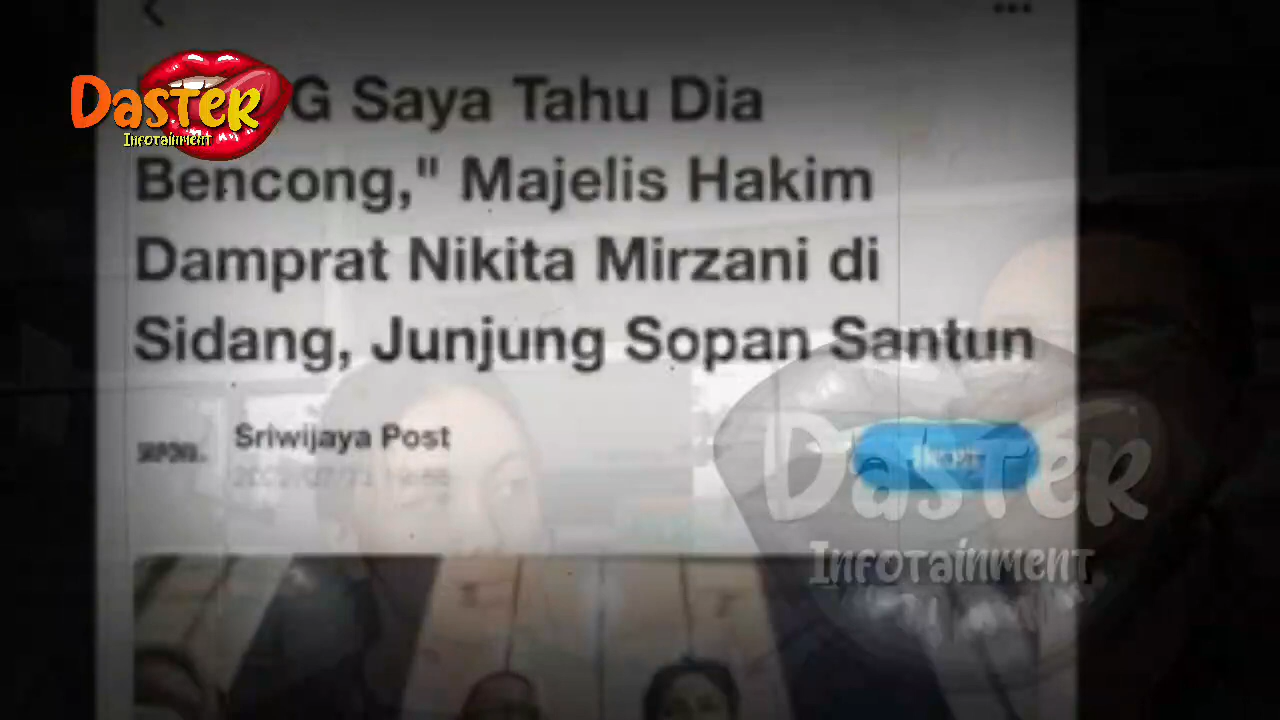 DASTER
INFOTAINMENT
G Saya Tahu Dia
Bencong," Majelis Hakim
Damprat Nikita Mirzani di
Sidang, Junjung Sopan Santun
Sriwijaya Post
DASTER
INFOTAINMENT